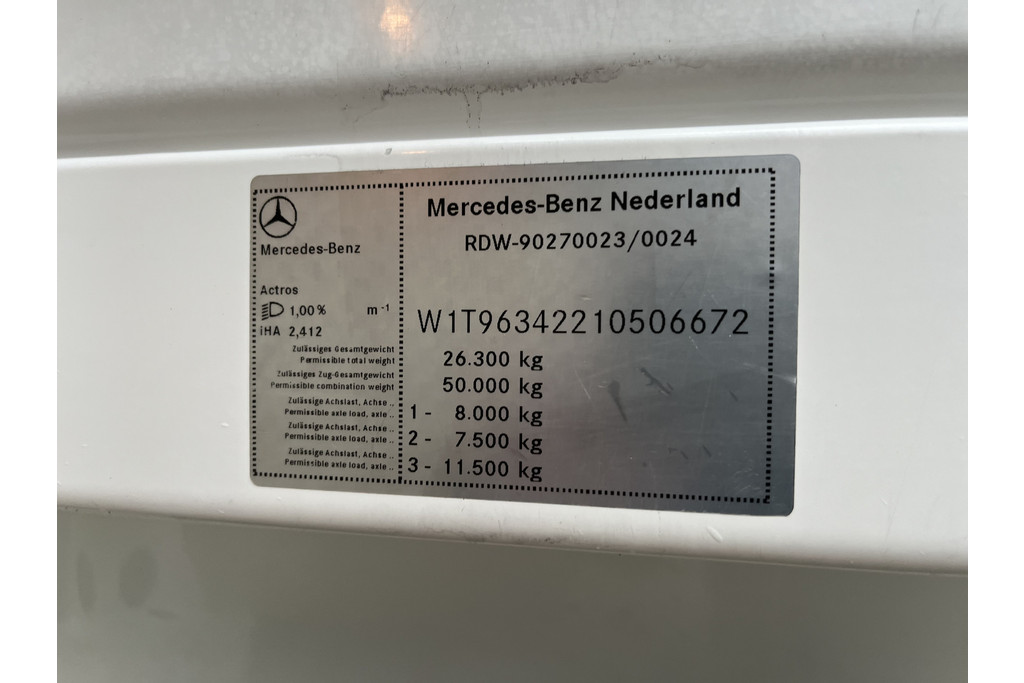 Mercedes-Benz
Actros
1,00% m⁻¹
iHA 2,412
Mercedes-Benz Nederland
RDW-90270023/0024
W1T96342210506672
Zulässiges Gesamtgewicht
Permissible total weight 26.300 kg
Zulässiges Zug-Gesamtgewicht
Permissible combination weight 50.000 kg
Zulässige Achslast, Achse ..
Permissible axle load, axle .. 1 - 8.000 kg
Zulässige Achslast, Achse ..
Permissible axle load, axle .. 2 - 7.500 kg
Zulässige Achslast, Achse ..
Permissible axle load, axle .. 3 - 11.500 kg